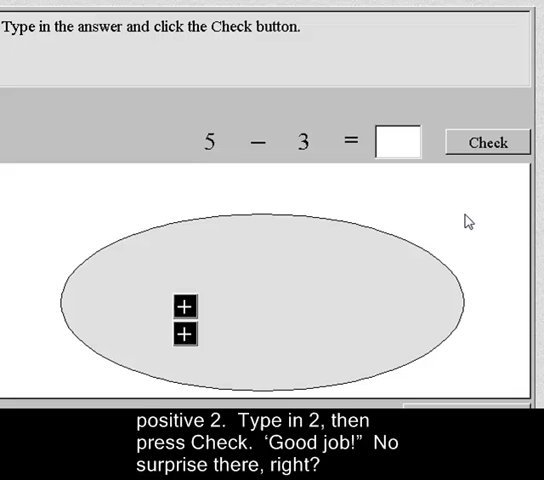 Type in the answer and click the Check button.
5 − 3 = Check
+
+
positive 2. Type in 2, then
press Check. ‘Good job!” No
surprise there, right?